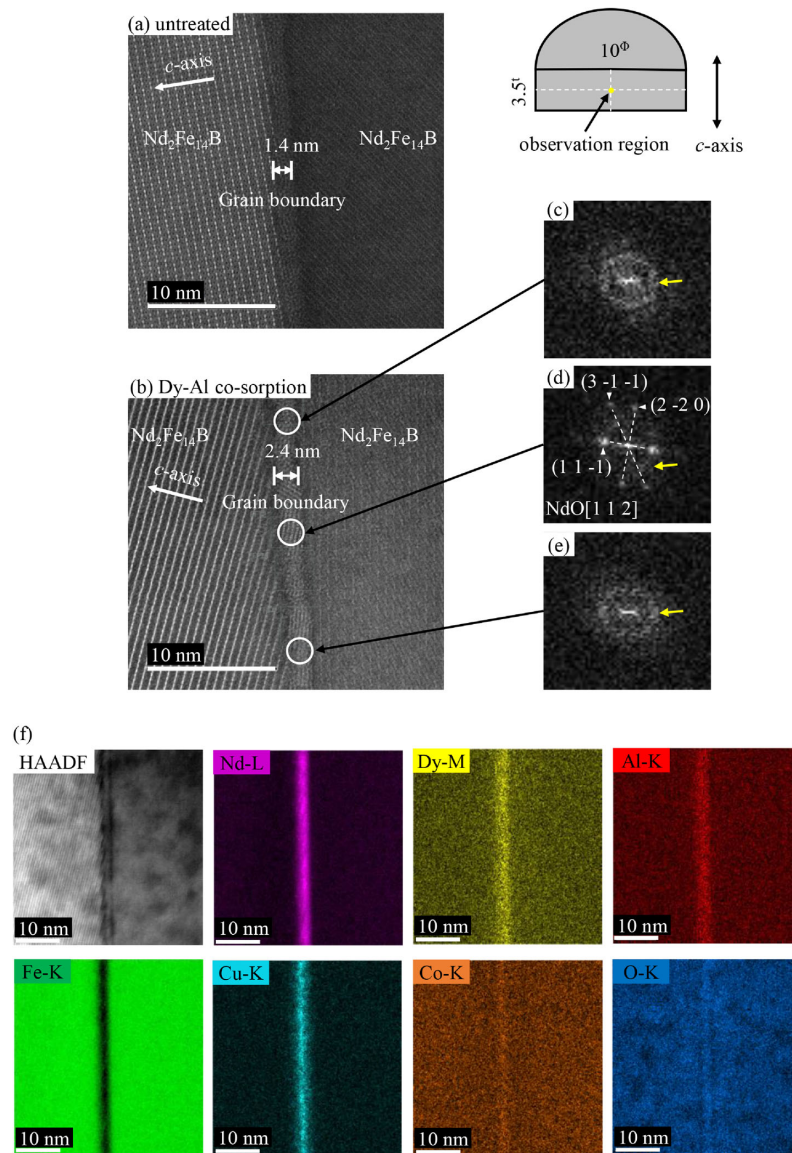 (a) untreated
c-axis
Nd₂Fe₁₄B
1.4 nm
Nd₂Fe₁₄B
Grain boundary
10 nm
10ᶲ
3.5ᵗ
observation region
c-axis
(b) Dy-Al co-sorption
Nd₂Fe₁₄B
Nd₂Fe₁₄B
2.4 nm
c-axis
Grain boundary
10 nm
(c)
(d)
(3 -1 -1)
(2 -2 0)
(1 1 -1)
NdO[1 1 2]
(e)
(f)
HAADF
10 nm
Nd-L
10 nm
Dy-M
10 nm
Al-K
10 nm
Fe-K
10 nm
Cu-K
10 nm
Co-K
10 nm
O-K
10 nm